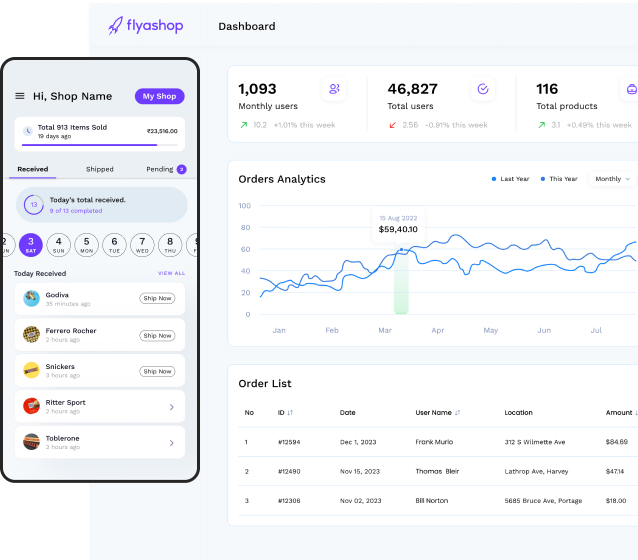 flyashop
Dashboard
Hi, Shop Name
My Shop
Total 913 Items Sold
₹23,516.00
19 days ago
Received
Shipped
Pending
2
13
Today's total received.
9 of 13 completed
3
SAT
4
SUN
5
MON
6
TUE
7
WED
8
THU
Today Received
VIEW ALL
Godiva
35 minutes ago
Ship Now
Ferrero Rocher
2 hours ago
Ship Now
Snickers
3 hours ago
Ship Now
Ritter Sport
2 hours ago
Toblerone
3 hours ago
1,093
Monthly users
10.2 +1.01% this week
46,827
Total users
2.56 -0.91% this week
116
Total products
3.1 +0.49% this week
Orders Analytics
Last Year
This Year
Monthly
100
80
60
40
20
0
15 Aug 2022
$59,40.10
Jan Feb Mar Apr May Jun Jul
Order List
No ID Date User Name Location Amount
1 #12594 Dec 1, 2023 Frank Murlo 312 S Wilmette Ave $84.69
2 #12490 Nov 15, 2023 Thomas Bleir Lathrop Ave, Harvey $47.14
3 #12306 Nov 02, 2023 Bill Norton 5685 Bruce Ave, Portage $18.00